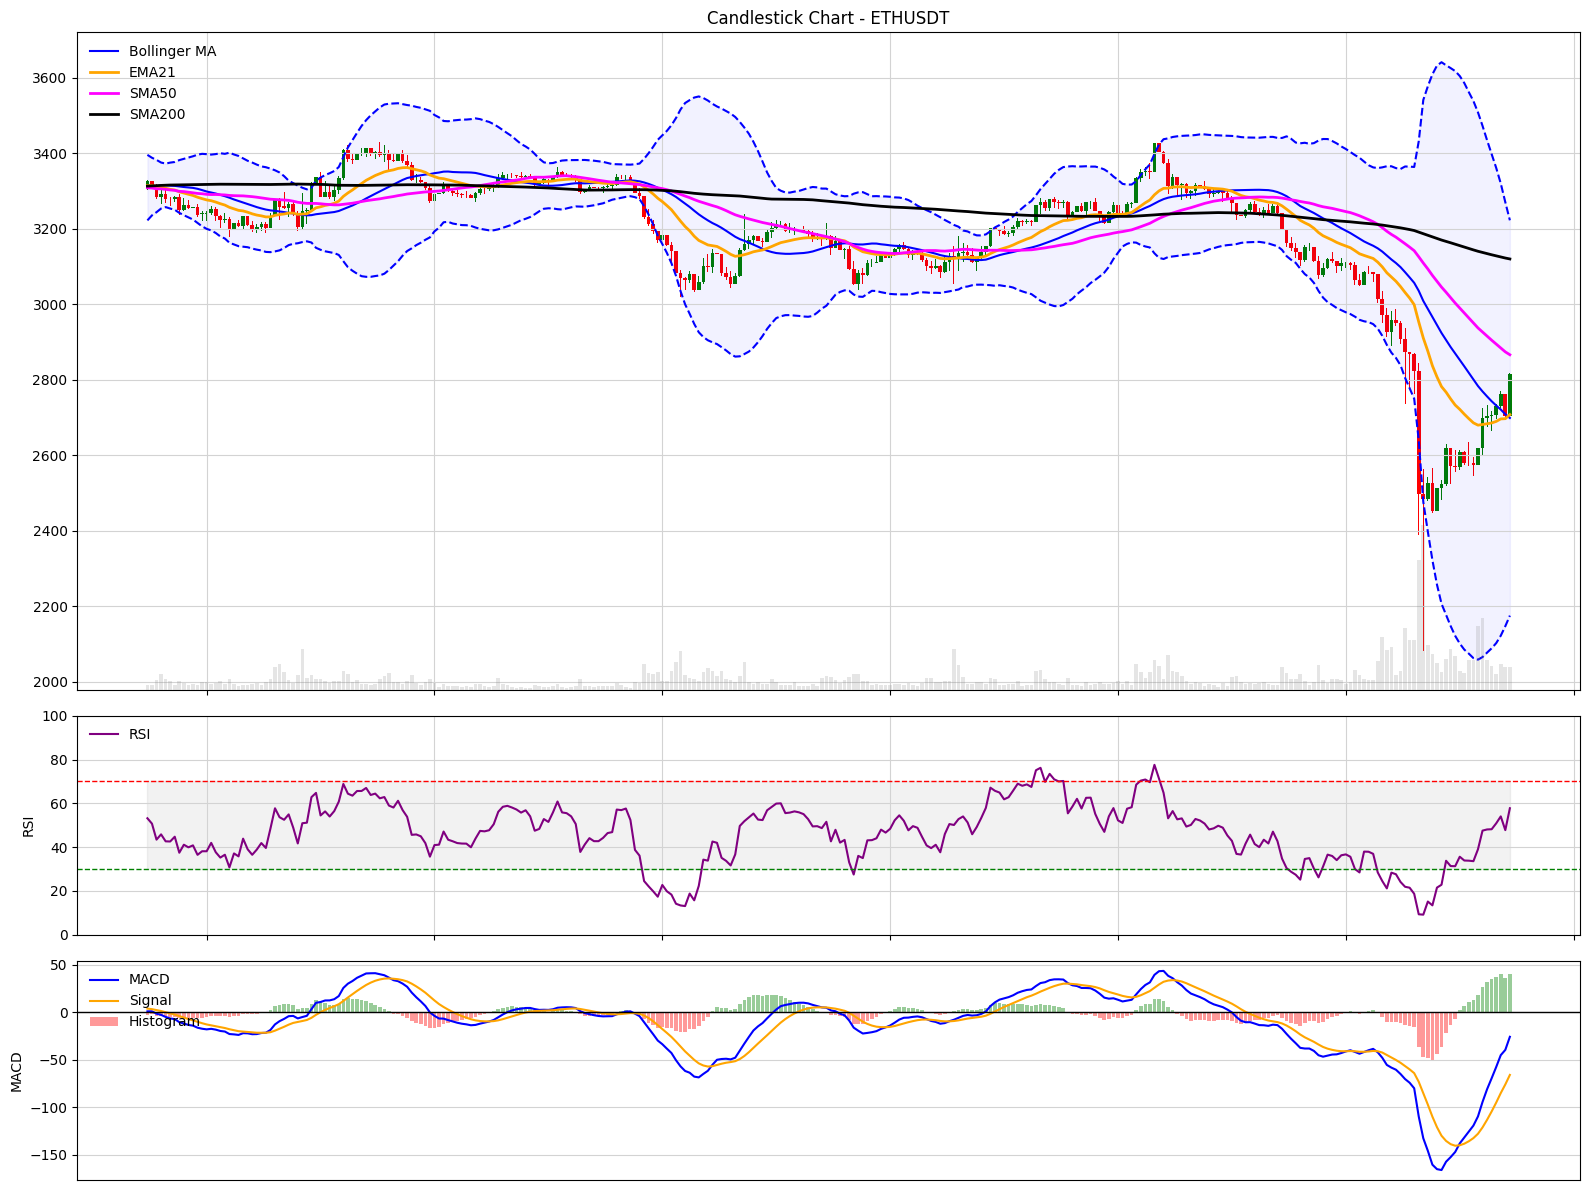 Candlestick Chart - ETHUSDT
Bollinger MA
EMA21
SMA50
SMA200
3600
3400
3200
3000
2800
2600
2400
2200
2000
RSI
RSI
100
80
60
40
20
0
MACD
Signal
Histogram
MACD
50
0
−50
−100
−150